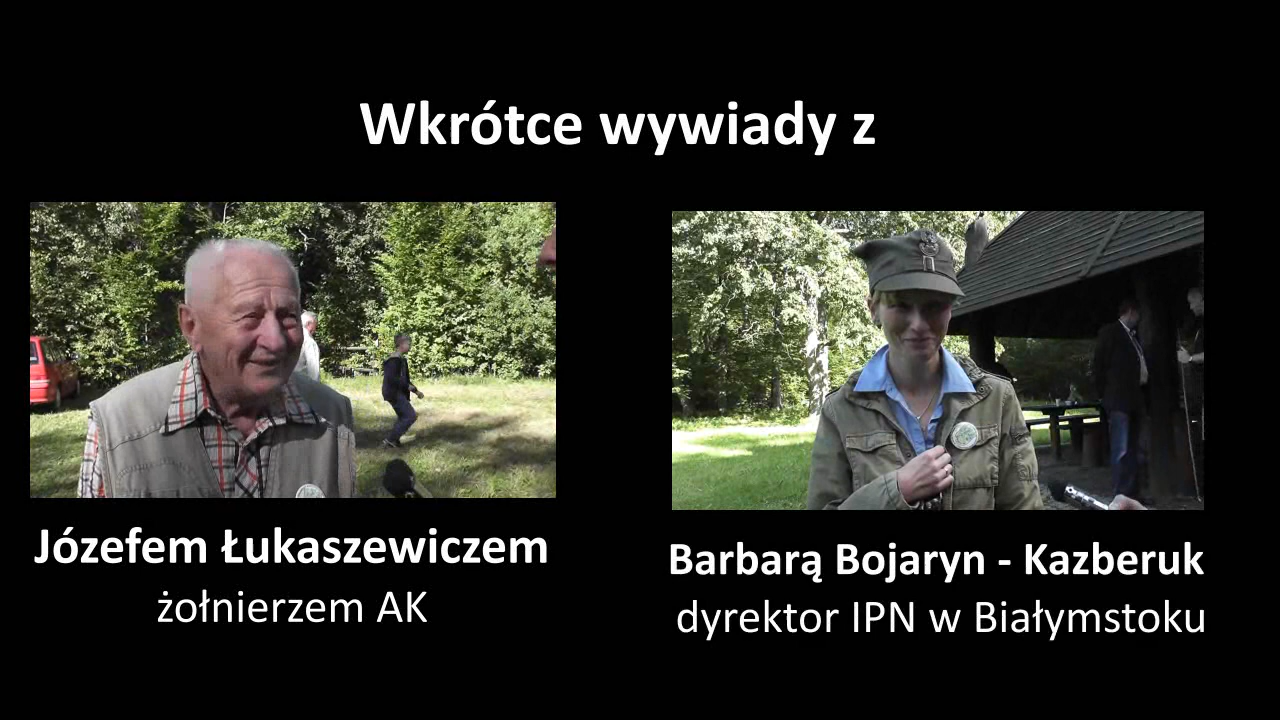 Wkrótce wywiady z
Józefem Łukaszewiczem
żołnierzem AK
Barbarą Bojaryn - Kazberuk
dyrektor IPN w Białymstoku